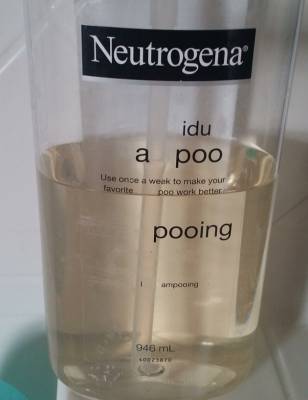 Neutrogena®
idu
a poo
Use once a week to make your
favorite poo work better.
pooing
l ampooing
946 mL